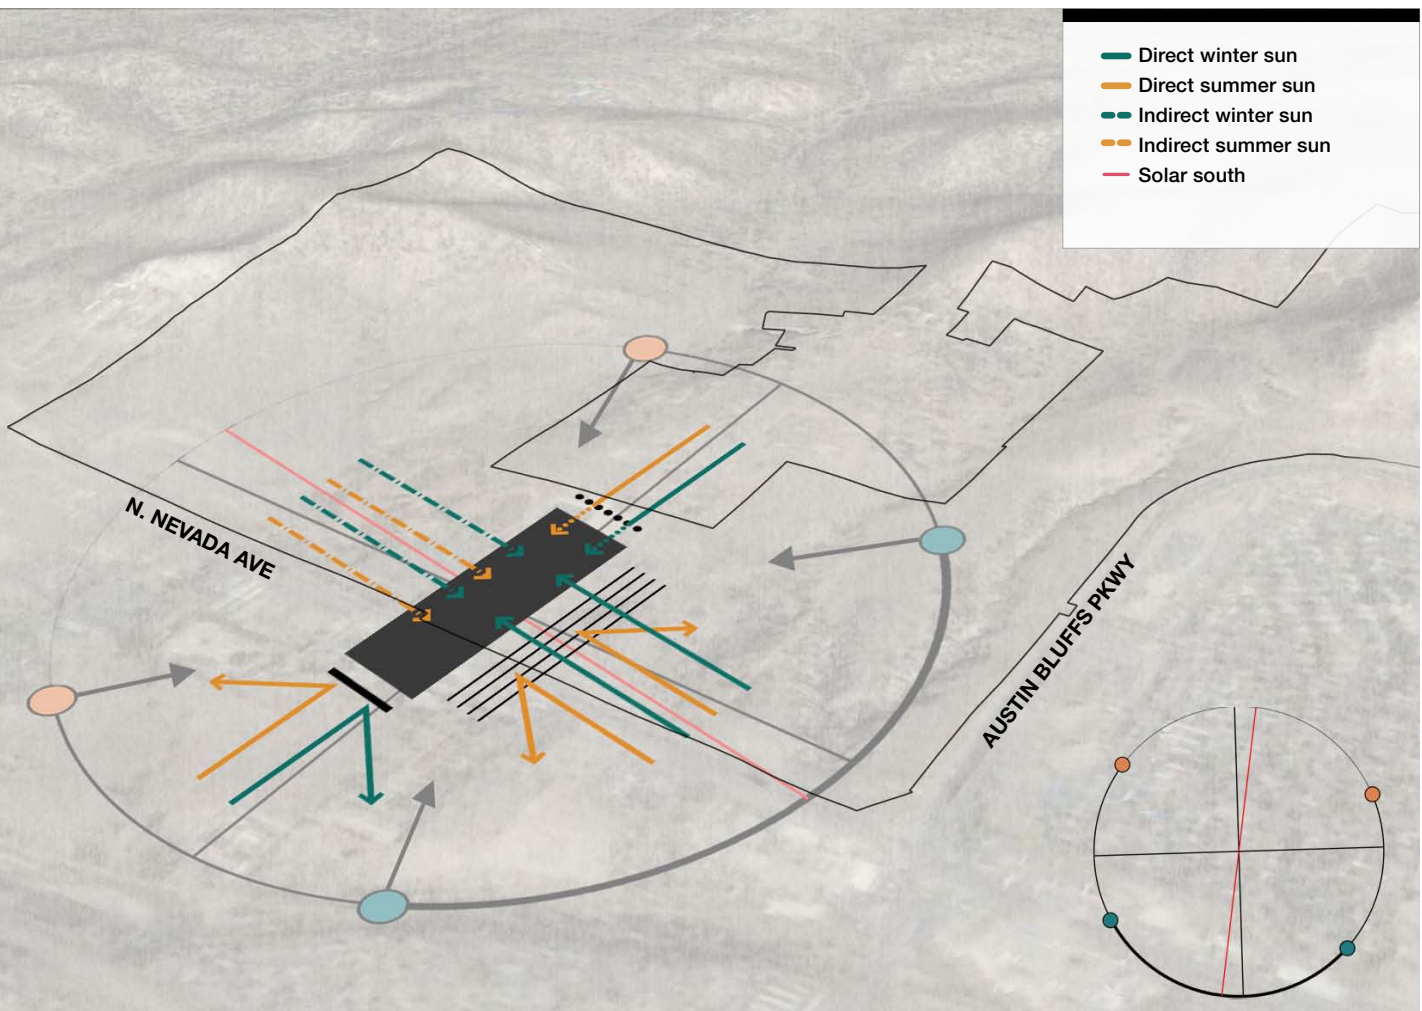 Direct winter sun
Direct summer sun
Indirect winter sun
Indirect summer sun
Solar south
N. NEVADA AVE
AUSTIN BLUFFS PKWY